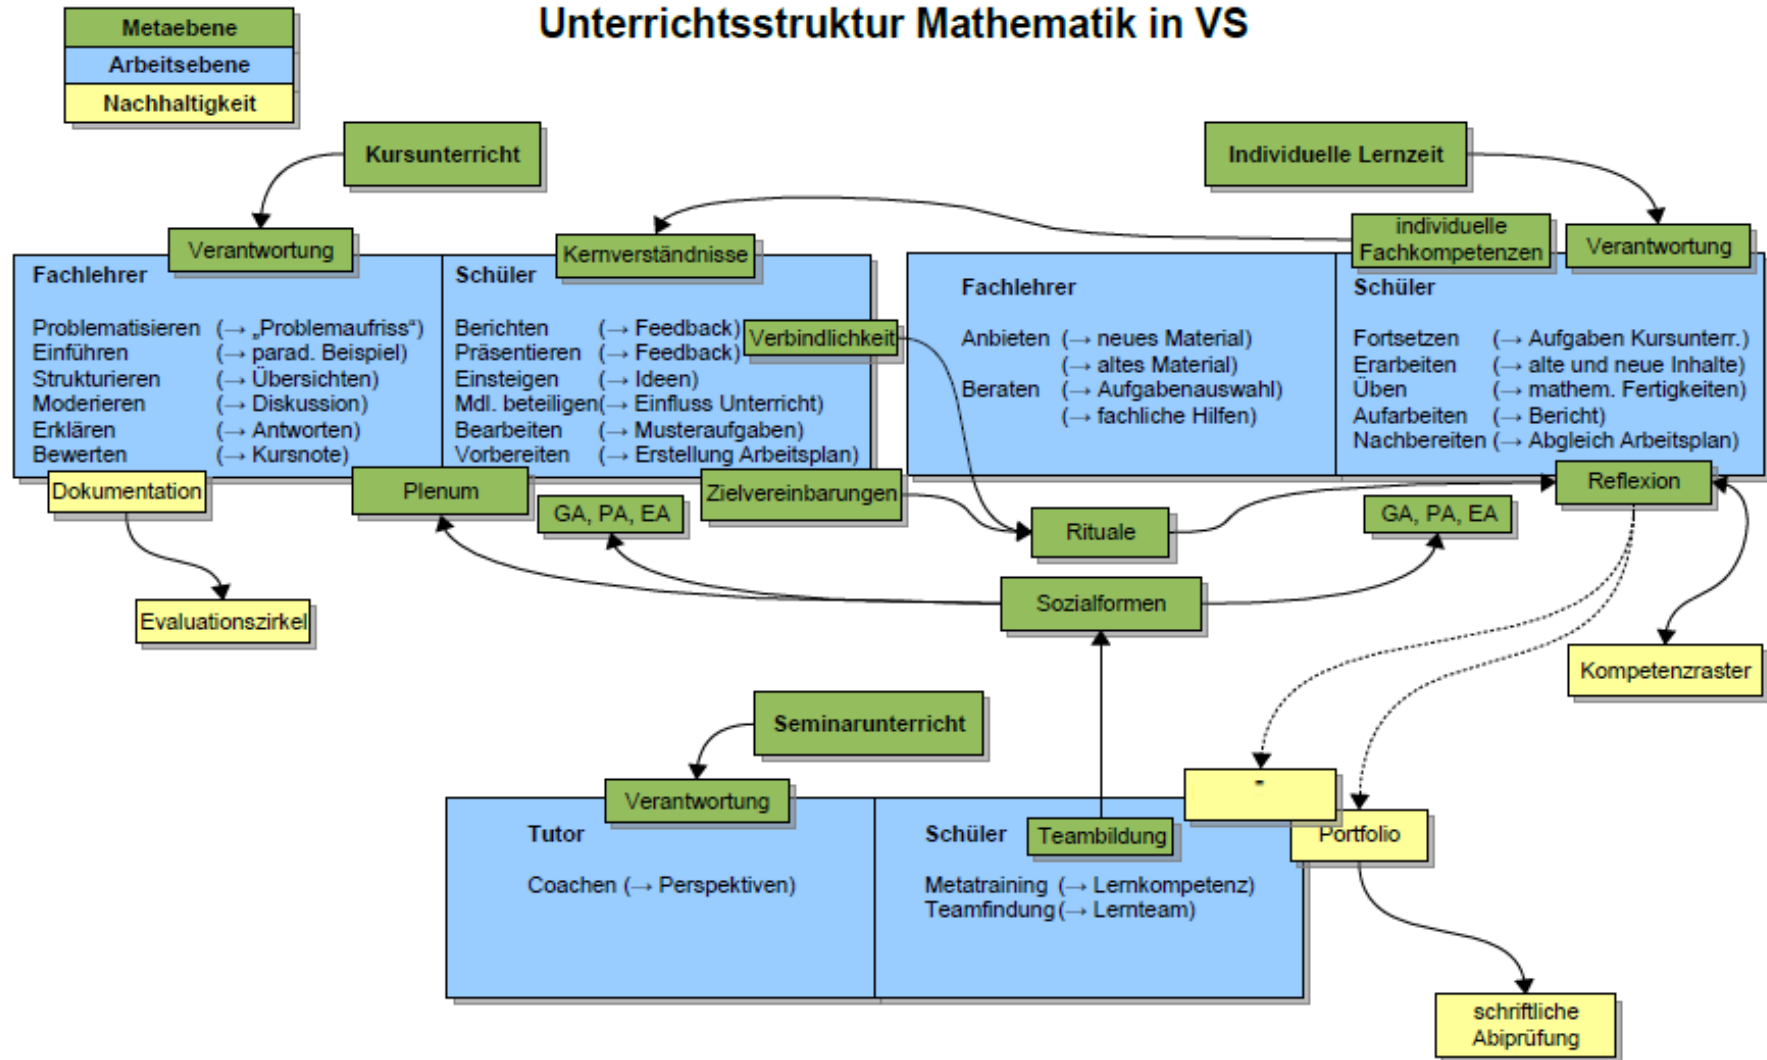 Unterrichtsstruktur Mathematik in VS
Metaebene
Arbeitsebene
Nachhaltigkeit
Kursunterricht
Individuelle Lernzeit
Verantwortung
Kernverständnisse
individuelle
Fachkompetenzen
Verantwortung
Fachlehrer
Problematisieren (→ „Problemaufriss“)
Einführen (→ parad. Beispiel)
Strukturieren (→ Übersichten)
Moderieren (→ Diskussion)
Erklären (→ Antworten)
Bewerten (→ Kursnote)
Schüler
Berichten (→ Feedback)
Präsentieren (→ Feedback)
Einsteigen (→ Ideen)
Mdl. beteiligen (→ Einfluss Unterricht)
Bearbeiten (→ Musteraufgaben)
Vorbereiten (→ Erstellung Arbeitsplan)
Verbindlichkeit
Fachlehrer
Anbieten (→ neues Material)
(→ altes Material)
Beraten (→ Aufgabenauswahl)
(→ fachliche Hilfen)
Schüler
Fortsetzen (→ Aufgaben Kursunterr.)
Erarbeiten (→ alte und neue Inhalte)
Üben (→ mathem. Fertigkeiten)
Aufarbeiten (→ Bericht)
Nachbereiten (→ Abgleich Arbeitsplan)
Dokumentation
Plenum
GA, PA, EA
Zielvereinbarungen
Rituale
GA, PA, EA
Reflexion
Evaluationszirkel
Sozialformen
Kompetenzraster
Seminarunterricht
Verantwortung
Tutor
Coachen (→ Perspektiven)
Schüler
Teambildung
Metatraining (→ Lernkompetenz)
Teamfindung (→ Lernteam)
-
Portfolio
schriftliche
Abiprüfung